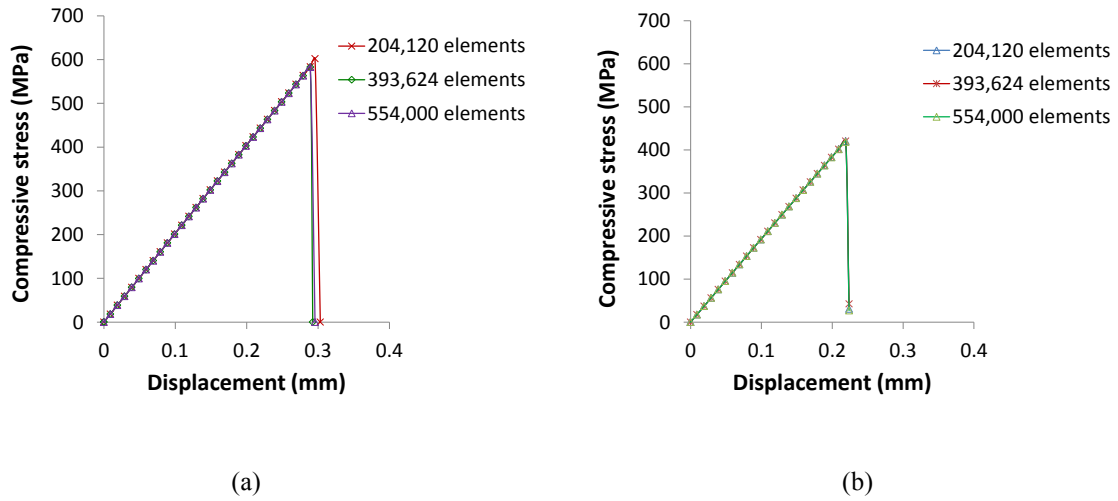 700
600
500
400
300
200
100
0
Compressive stress (MPa)
204,120 elements
393,624 elements
554,000 elements
0 0.1 0.2 0.3 0.4
Displacement (mm)
(a)
700
600
500
400
300
200
100
0
Compressive stress (MPa)
204,120 elements
393,624 elements
554,000 elements
0 0.1 0.2 0.3 0.4
Displacement (mm)
(b)